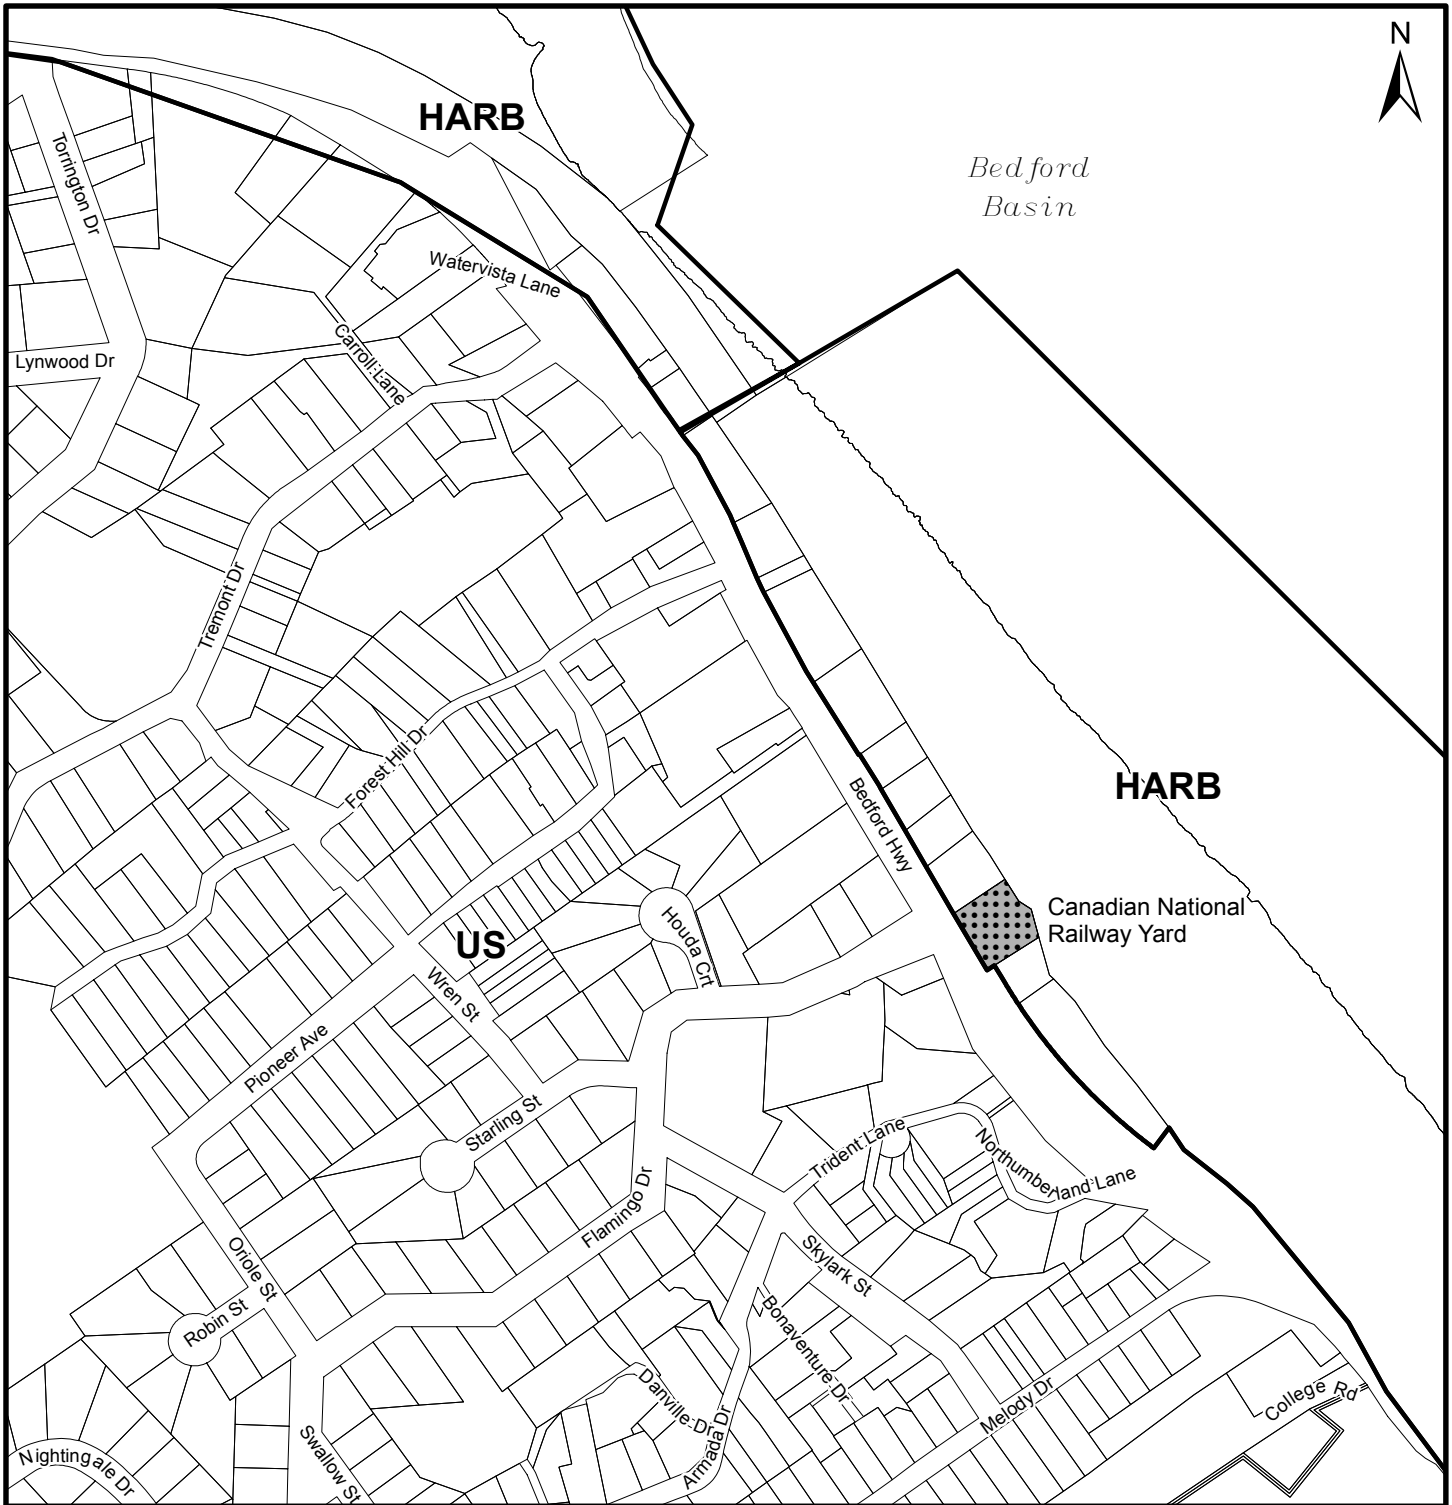 N
HARB
Bedford
Basin
Torrington Dr
Watervista Lane
Carroll Lane
Lynwood Dr
Tremont Dr
Forest Hill Dr
HARB
Bedford Hwy
Canadian National
Railway Yard
Houda Crt
US
Wren St
Pioneer Ave
Starling St
Trident Lane
Northumberland Lane
Flamingo Dr
Oriole St
Skylark St
Robin St
Bonaventure Dr
Danville Dr
Melody Dr
College Rd
Armada Dr
Swallow St
Nightingale Dr